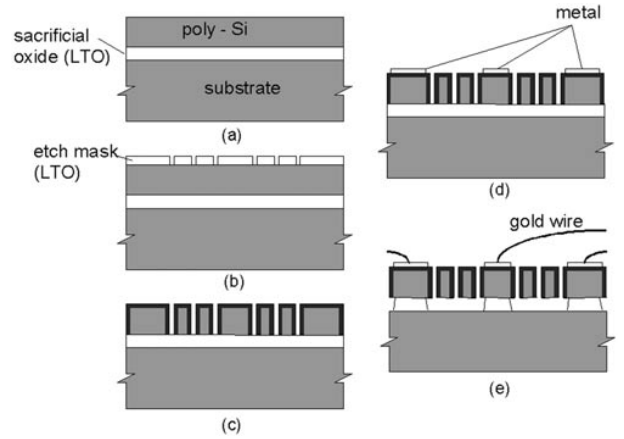 sacrificial
oxide (LTO)
poly - Si
substrate
(a)
etch mask
(LTO)
(b)
(c)
metal
(d)
gold wire
(e)